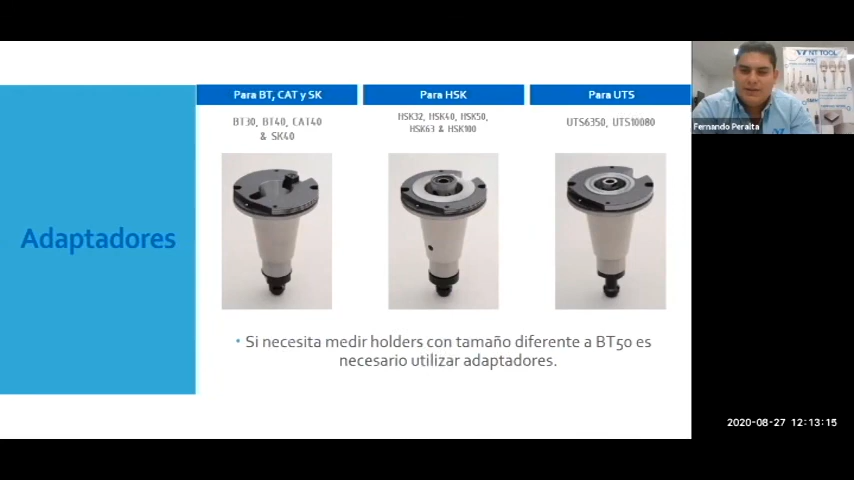 Para BT, CAT y SK
Para HSK
Para UTS
BT30, BT40, CAT40
& SK40
HSK32, HSK40, HSK50,
HSK63 & HSK100
UTS6350, UTS10080
Adaptadores
• Si necesita medir holders con tamaño diferente a BT50 es
necesario utilizar adaptadores.
NT TOOL
Fernando Peralta
2020-08-27 12:13:15